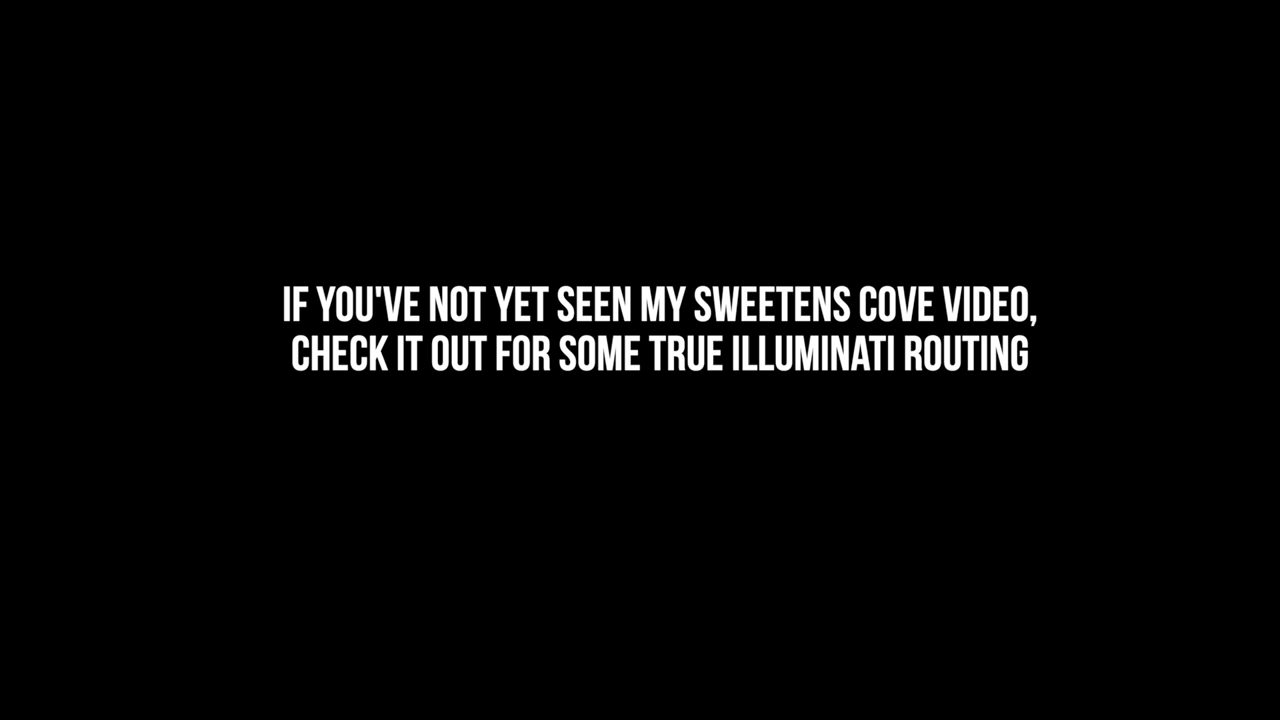 IF YOU'VE NOT YET SEEN MY SWEETENS COVE VIDEO,
CHECK IT OUT FOR SOME TRUE ILLUMINATI ROUTING